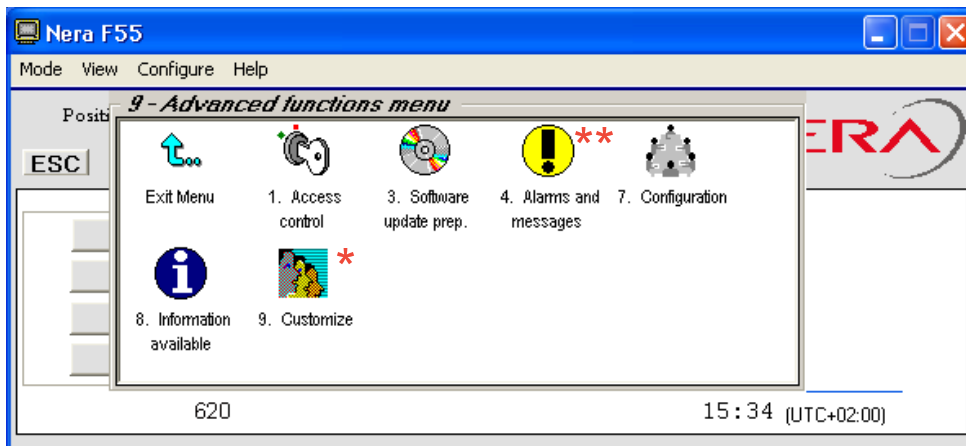 Nera F55
Mode View Configure Help
Positi
9 - Advanced functions menu
ERA
ESC
Exit Menu
1. Access control
3. Software update prep.
4. Alarms and messages
**
7. Configuration
8. Information available
9. Customize
*
620
15:34 (UTC+02:00)